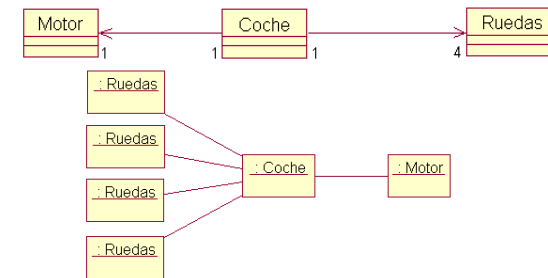 Motor
Coche
Ruedas
1
1
1
4
: Ruedas
: Ruedas
: Coche
: Motor
: Ruedas
: Ruedas